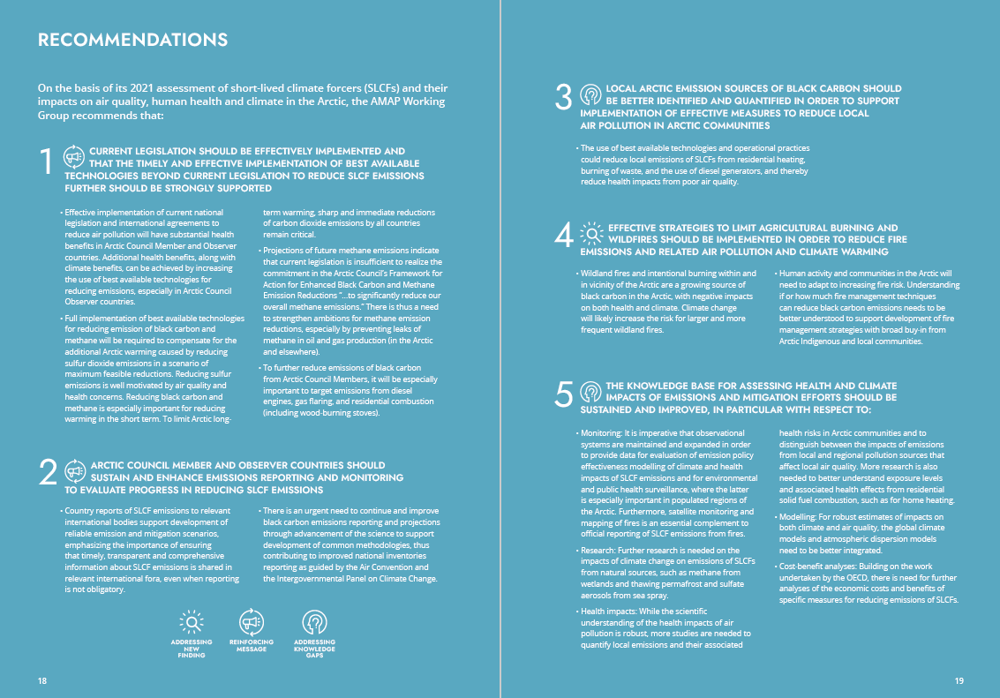 RECOMMENDATIONS
On the basis of its 2021 assessment of short-lived climate forcers (SLCFs) and their
impacts on air quality, human health and climate in the Arctic, the AMAP Working
Group recommends that:
1
CURRENT LEGISLATION SHOULD BE EFFECTIVELY IMPLEMENTED AND
THAT THE TIMELY AND EFFECTIVE IMPLEMENTATION OF BEST AVAILABLE
TECHNOLOGIES BEYOND CURRENT LEGISLATION TO REDUCE SLCF EMISSIONS
FURTHER SHOULD BE STRONGLY SUPPORTED
• Effective implementation of current national
legislation and international agreements to
reduce air pollution will have substantial health
benefits in Arctic Council Member and Observer
countries. Additional health benefits, along with
climate benefits, can be achieved by increasing
the use of best available technologies for
reducing emissions, especially in Arctic Council
Observer countries.
• Full implementation of best available technologies
for reducing emission of black carbon and
methane will be required to compensate for the
additional Arctic warming caused by reducing
sulfur dioxide emissions in a scenario of
maximum feasible reductions. Reducing sulfur
emissions is well motivated by air quality and
health concerns. Reducing black carbon and
methane is especially important for reducing
warming in the short term. To limit Arctic long-
term warming, sharp and immediate reductions
of carbon dioxide emissions by all countries
remain critical.
• Projections of future methane emissions indicate
that current legislation is insufficient to realize the
commitment in the Arctic Council's Framework for
Action for Enhanced Black Carbon and Methane
Emission Reductions "...to significantly reduce our
overall methane emissions." There is thus a need
to strengthen ambitions for methane emission
reductions, especially by preventing leaks of
methane in oil and gas production (in the Arctic
and elsewhere).
• To further reduce emissions of black carbon
from Arctic Council Members, it will be especially
important to target emissions from diesel
engines, gas flaring, and residential combustion
(including wood-burning stoves).
2
ARCTIC COUNCIL MEMBER AND OBSERVER COUNTRIES SHOULD
SUSTAIN AND ENHANCE EMISSIONS REPORTING AND MONITORING
TO EVALUATE PROGRESS IN REDUCING SLCF EMISSIONS
• Country reports of SLCF emissions to relevant
international bodies support development of
reliable emission and mitigation scenarios,
emphasizing the importance of ensuring
that timely, transparent and comprehensive
information about SLCF emissions is shared in
relevant international fora, even when reporting
is not obligatory.
• There is an urgent need to continue and improve
black carbon emissions reporting and projections
through advancement of the science to support
development of common methodologies, thus
contributing to improved national inventories
reporting as guided by the Air Convention and
the Intergovernmental Panel on Climate Change.
ADDRESSING
NEW
FINDING
REINFORCING
MESSAGE
ADDRESSING
KNOWLEDGE
GAPS
18
3
LOCAL ARCTIC EMISSION SOURCES OF BLACK CARBON SHOULD
BE BETTER IDENTIFIED AND QUANTIFIED IN ORDER TO SUPPORT
IMPLEMENTATION OF EFFECTIVE MEASURES TO REDUCE LOCAL
AIR POLLUTION IN ARCTIC COMMUNITIES
• The use of best available technologies and operational practices
could reduce local emissions of SLCFs from residential heating,
burning of waste, and the use of diesel generators, and thereby
reduce health impacts from poor air quality.
4
EFFECTIVE STRATEGIES TO LIMIT AGRICULTURAL BURNING AND
WILDFIRES SHOULD BE IMPLEMENTED IN ORDER TO REDUCE FIRE
EMISSIONS AND RELATED AIR POLLUTION AND CLIMATE WARMING
• Wildland fires and intentional burning within and
in vicinity of the Arctic are a growing source of
black carbon in the Arctic, with negative impacts
on both health and climate. Climate change
will likely increase the risk for larger and more
frequent wildland fires.
• Human activity and communities in the Arctic will
need to adapt to increasing fire risk. Understanding
if or how much fire management techniques
can reduce black carbon emissions needs to be
better understood to support development of fire
management strategies with broad buy-in from
Arctic Indigenous and local communities.
5
THE KNOWLEDGE BASE FOR ASSESSING HEALTH AND CLIMATE
IMPACTS OF EMISSIONS AND MITIGATION EFFORTS SHOULD BE
SUSTAINED AND IMPROVED, IN PARTICULAR WITH RESPECT TO:
• Monitoring: It is imperative that observational
systems are maintained and expanded in order
to provide data for evaluation of emission policy
effectiveness modelling of climate and health
impacts of SLCF emissions and for environmental
and public health surveillance, where the latter
is especially important in populated regions of
the Arctic. Furthermore, satellite monitoring and
mapping of fires is an essential complement to
official reporting of SLCF emissions from fires.
• Research: Further research is needed on the
impacts of climate change on emissions of SLCFs
from natural sources, such as methane from
wetlands and thawing permafrost and sulfate
aerosols from sea spray.
• Health impacts: While the scientific
understanding of the health impacts of air
pollution is robust, more studies are needed to
quantify local emissions and their associated
health risks in Arctic communities and to
distinguish between the impacts of emissions
from local and regional pollution sources that
affect local air quality. More research is also
needed to better understand exposure levels
and associated health effects from residential
solid fuel combustion, such as for home heating.
• Modelling: For robust estimates of impacts on
both climate and air quality, the global climate
models and atmospheric dispersion models
need to be better integrated.
• Cost-benefit analyses: Building on the work
undertaken by the OECD, there is need for further
analyses of the economic costs and benefits of
specific measures for reducing emissions of SLCFs.
19